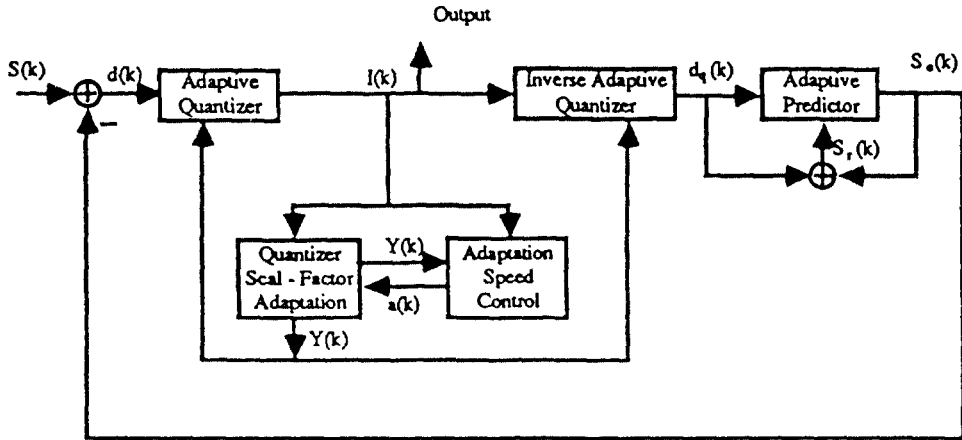 Output
S(k)
d(k)
Adaptive
Quantizer
I(k)
Inverse Adaptive
Quantizer
d_q(k)
Adaptive
Predictor
S_e(k)
–
S_r(k)
Quantizer
Scal - Factor
Adaptation
Y(k)
a(k)
Adaptation
Speed
Control
Y(k)